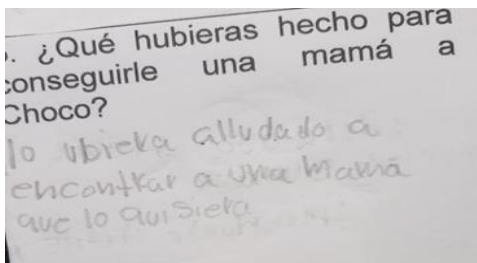 . ¿Qué hubieras hecho para
conseguirle una mamá a
Choco?
lo ubiera alludado a
encontrar a una mamá
que lo quisiera